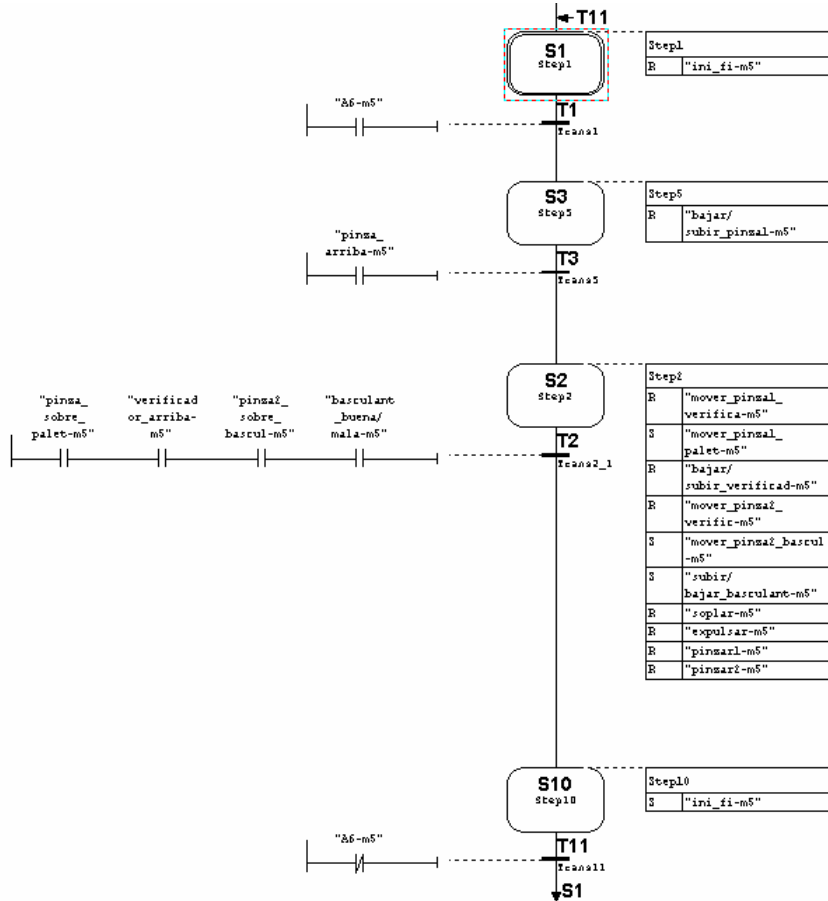 T11
S1
Step1
Step1
R "ini_fi-m5"
"A6-m5"
T1
Trans1
S3
Step5
Step5
R "bajar/
subir_pinza1-m5"
"pinza_
arriba-m5"
T3
Trans5
S2
Step2
Step2
R "mover_pinza1_
verifica-m5"
S "mover_pinza1_
palet-m5"
R "bajar/
subir_verificad-m5"
R "mover_pinza2_
verific-m5"
S "mover_pinza2_bascul
-m5"
S "subir/
bajar_basculant-m5"
R "soplar-m5"
R "expulsar-m5"
R "pinzar1-m5"
R "pinzar2-m5"
"pinza_
sobre_
palet-m5"
"verificad
or_arriba-
m5"
"pinza2_
sobre_
bascul-m5"
"basculant
_buena/
mala-m5"
T2
Trans2_1
S10
Step10
Step10
S "ini_fi-m5"
"A6-m5"
T11
Trans11
S1